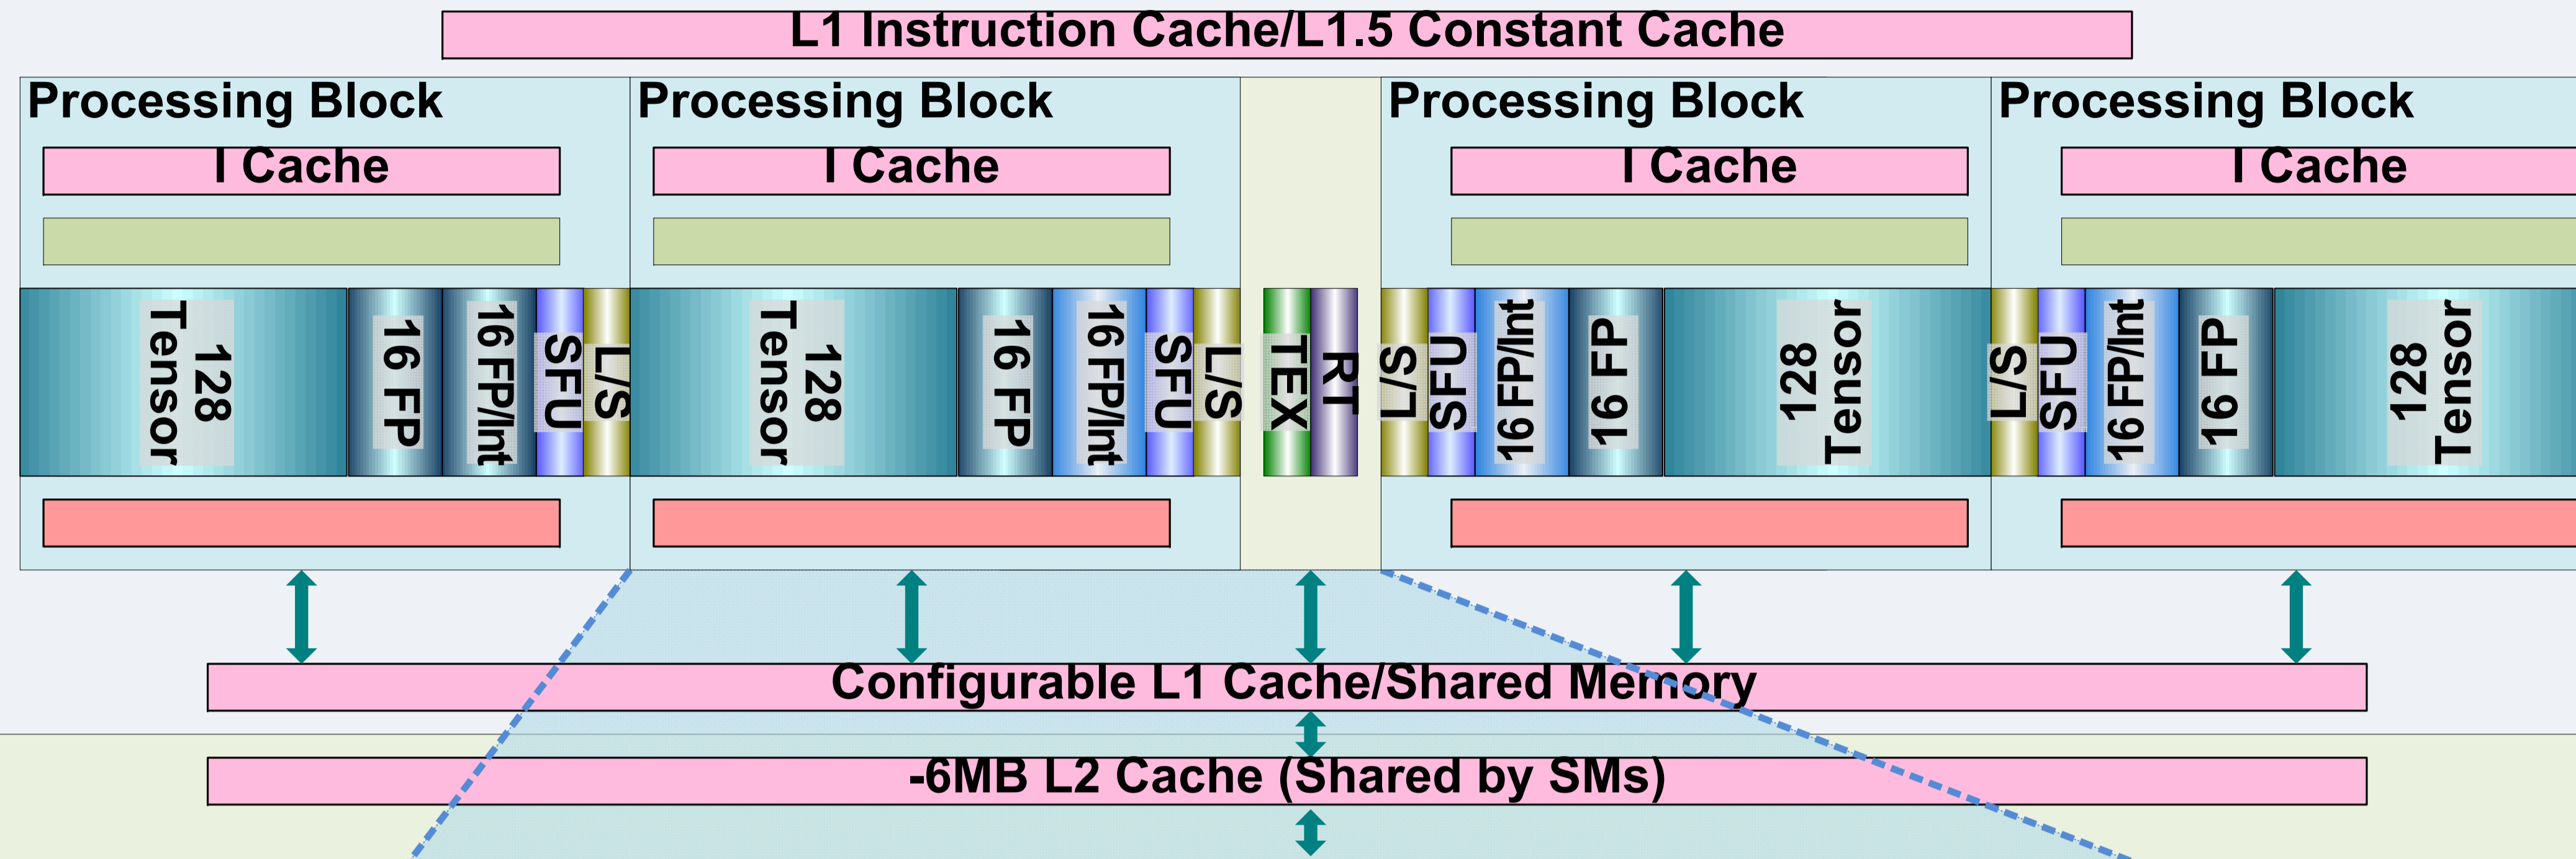 L1 Instruction Cache/L1.5 Constant Cache
Processing Block
Processing Block
Processing Block
Processing Block
I Cache
I Cache
I Cache
I Cache
128
Tensor
16 FP
16 FP/Int
SFU
L/S
128
Tensor
16 FP
16 FP/Int
SFU
L/S
TEX
RT
L/S
SFU
16 FP/Int
16 FP
128
Tensor
L/S
SFU
16 FP/Int
16 FP
128
Tensor
Configurable L1 Cache/Shared Memory
-6MB L2 Cache (Shared by SMs)